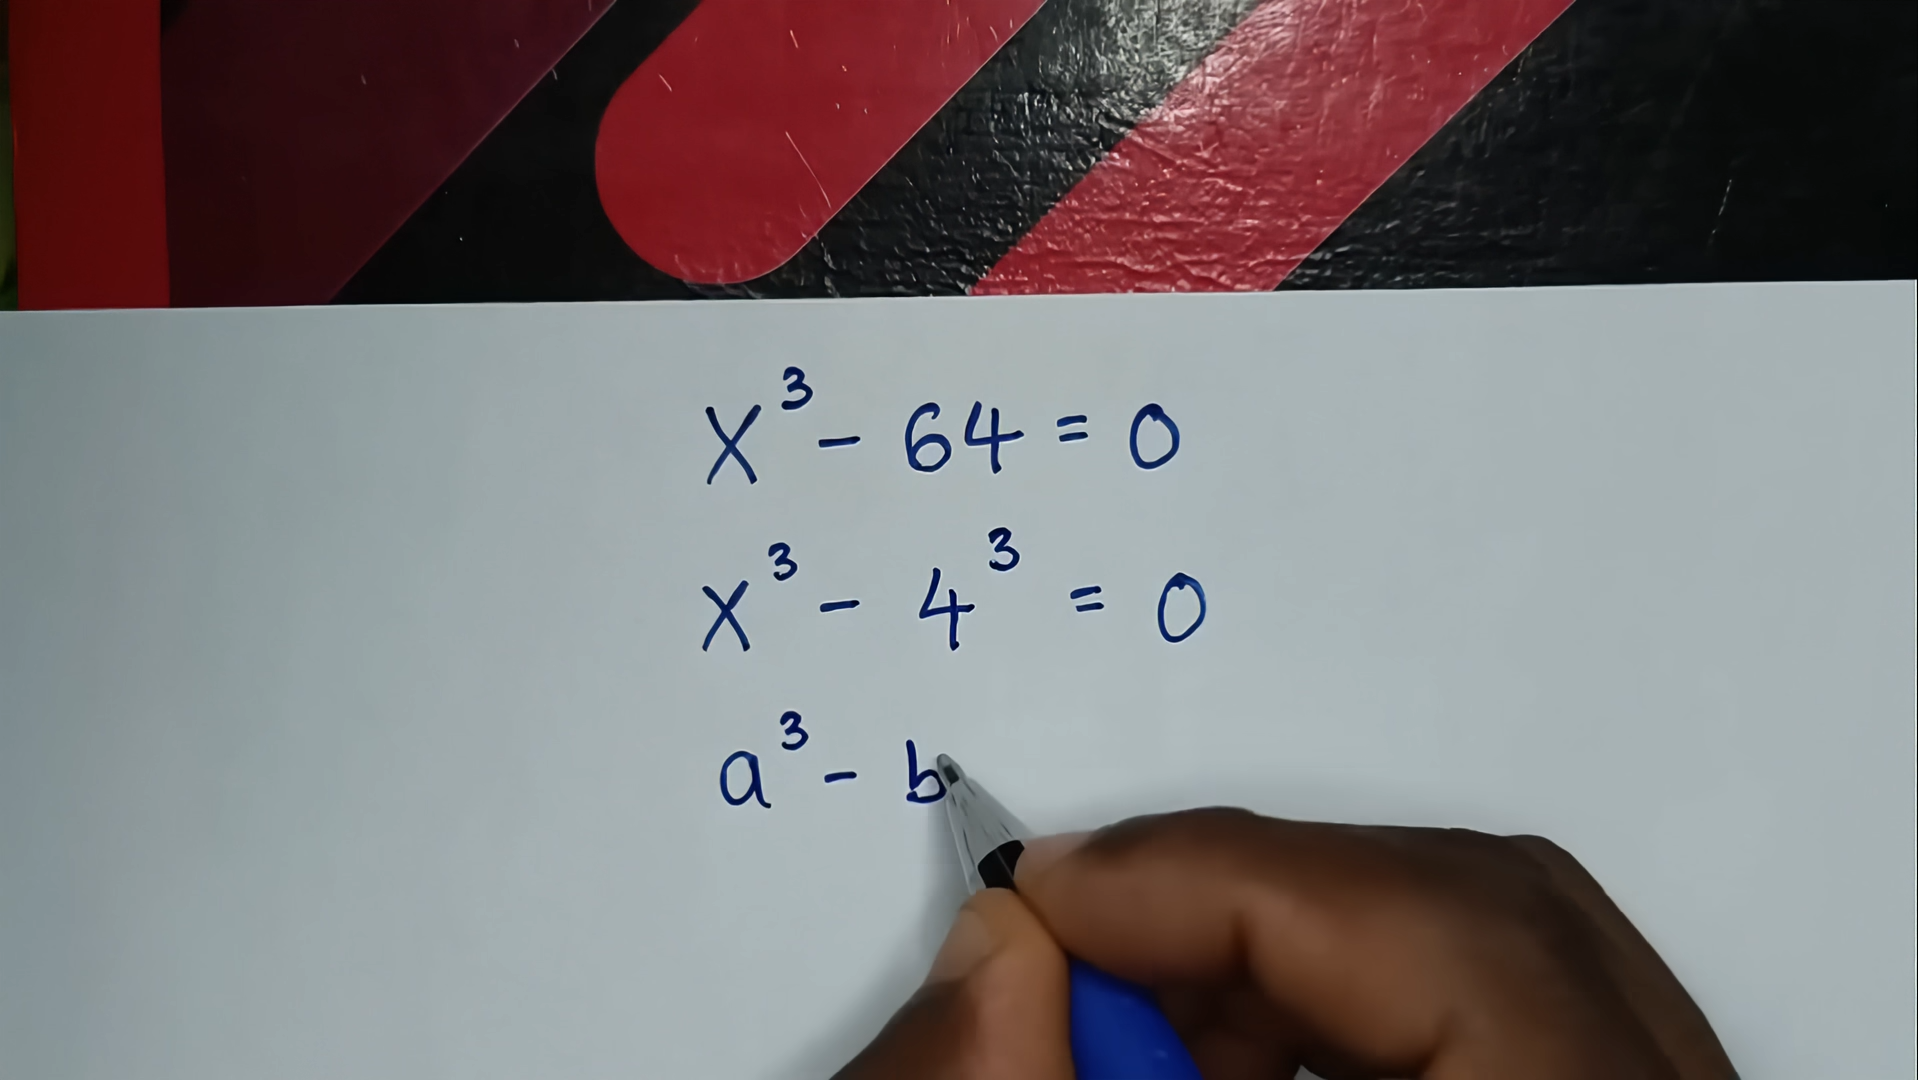 x³ - 64 = 0
x³ - 4³ = 0
a³ - b